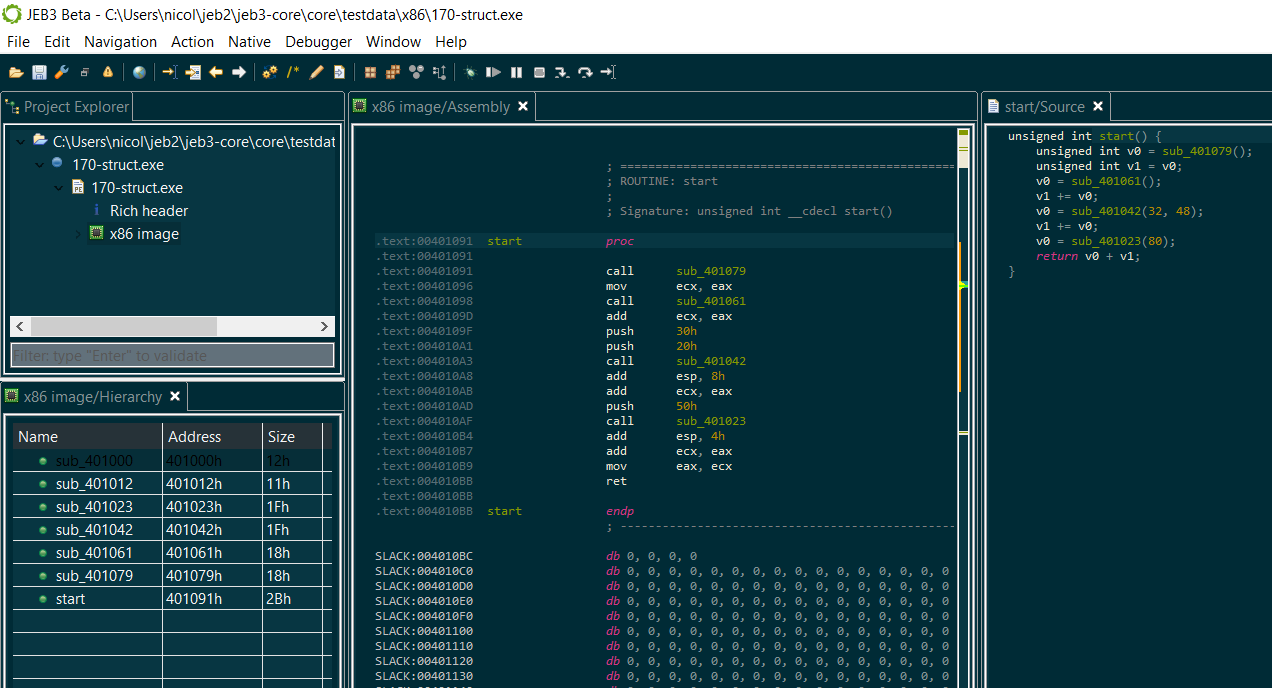 JEB3 Beta - C:\Users\nicol\jeb2\jeb3-core\core\testdata\x86\170-struct.exe
File Edit Navigation Action Native Debugger Window Help
Project Explorer
C:\Users\nicol\jeb2\jeb3-core\core\testdat
170-struct.exe
170-struct.exe
Rich header
x86 image
Filter: type "Enter" to validate
x86 image/Hierarchy
Name Address Size
sub_401000 401000h 12h
sub_401012 401012h 11h
sub_401023 401023h 1Fh
sub_401042 401042h 1Fh
sub_401061 401061h 18h
sub_401079 401079h 18h
start 401091h 2Bh
x86 image/Assembly
; ================================================
; ROUTINE: start
;
; Signature: unsigned int __cdecl start()
.text:00401091 start proc
.text:00401091
.text:00401091 call sub_401079
.text:00401096 mov ecx, eax
.text:00401098 call sub_401061
.text:0040109D add ecx, eax
.text:0040109F push 30h
.text:004010A1 push 20h
.text:004010A3 call sub_401042
.text:004010A8 add esp, 8h
.text:004010AB add ecx, eax
.text:004010AD push 50h
.text:004010AF call sub_401023
.text:004010B4 add esp, 4h
.text:004010B7 add ecx, eax
.text:004010B9 mov eax, ecx
.text:004010BB ret
.text:004010BB
.text:004010BB start endp
; ------------------------------------------------
SLACK:004010BC db 0, 0, 0, 0
SLACK:004010C0 db 0, 0, 0, 0, 0, 0, 0, 0, 0, 0, 0, 0, 0, 0, 0, 0
SLACK:004010D0 db 0, 0, 0, 0, 0, 0, 0, 0, 0, 0, 0, 0, 0, 0, 0, 0
SLACK:004010E0 db 0, 0, 0, 0, 0, 0, 0, 0, 0, 0, 0, 0, 0, 0, 0, 0
SLACK:004010F0 db 0, 0, 0, 0, 0, 0, 0, 0, 0, 0, 0, 0, 0, 0, 0, 0
SLACK:00401100 db 0, 0, 0, 0, 0, 0, 0, 0, 0, 0, 0, 0, 0, 0, 0, 0
SLACK:00401110 db 0, 0, 0, 0, 0, 0, 0, 0, 0, 0, 0, 0, 0, 0, 0, 0
SLACK:00401120 db 0, 0, 0, 0, 0, 0, 0, 0, 0, 0, 0, 0, 0, 0, 0, 0
SLACK:00401130 db 0, 0, 0, 0, 0, 0, 0, 0, 0, 0, 0, 0, 0, 0, 0, 0
start/Source
unsigned int start() {
unsigned int v0 = sub_401079();
unsigned int v1 = v0;
v0 = sub_401061();
v1 += v0;
v0 = sub_401042(32, 48);
v1 += v0;
v0 = sub_401023(80);
return v0 + v1;
}